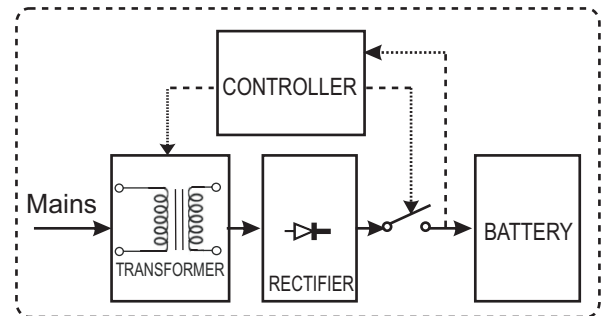 CONTROLLER
Mains
TRANSFORMER
RECTIFIER
BATTERY